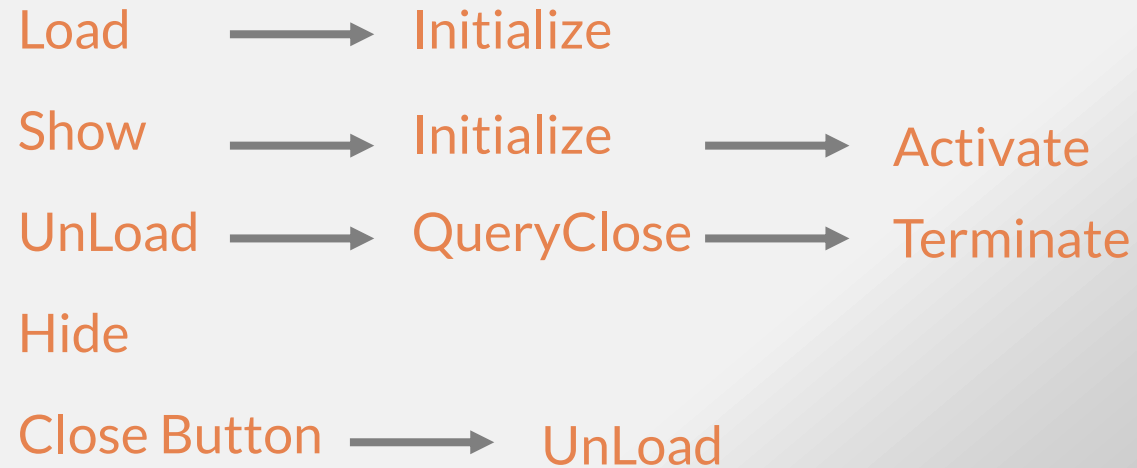 Load Initialize
Show Initialize Activate
UnLoad QueryClose Terminate
Hide
Close Button UnLoad